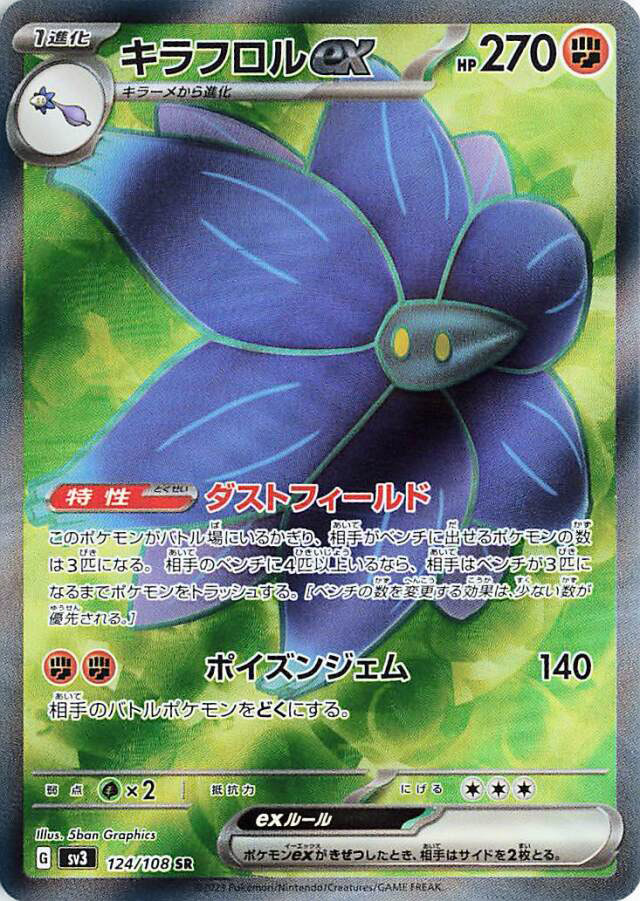 1進化
キラフロルex
HP 270
キラーメから進化
特性 とくせい ダストフィールド
このポケモンがバトル場にいるかぎり、相手がベンチに出せるポケモンの数
は3匹になる。相手のベンチに4匹以上いるなら、相手はベンチが3匹に
なるまでポケモンをトラッシュする。[ベンチの数を変更する効果は、少ない数が
優先される。]
ポイズンジェム 140
相手のバトルポケモンをどくにする。
弱点 ×2 抵抗力 にげる
exルール
ポケモンexがきぜつしたとき、相手はサイドを2枚とる。
Illus. 5ban Graphics
G sv3 124/108 SR
©2023 Pokémon/Nintendo/Creatures/GAME FREAK